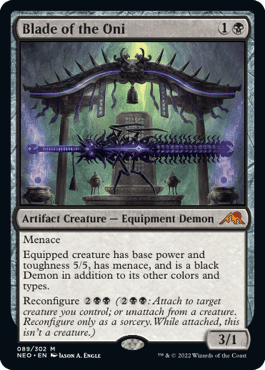 Blade of the Oni 1
Artifact Creature — Equipment Demon
Menace
Equipped creature has base power and
toughness 5/5, has menace, and is a black
Demon in addition to its other colors and
types.
Reconfigure 2 (2: Attach to target
creature you control; or unattach from a creature.
Reconfigure only as a sorcery. While attached, this
isn't a creature.)
3/1
089/302 M
NEO • EN Iason A. Engle
™ & © 2022 Wizards of the Coast